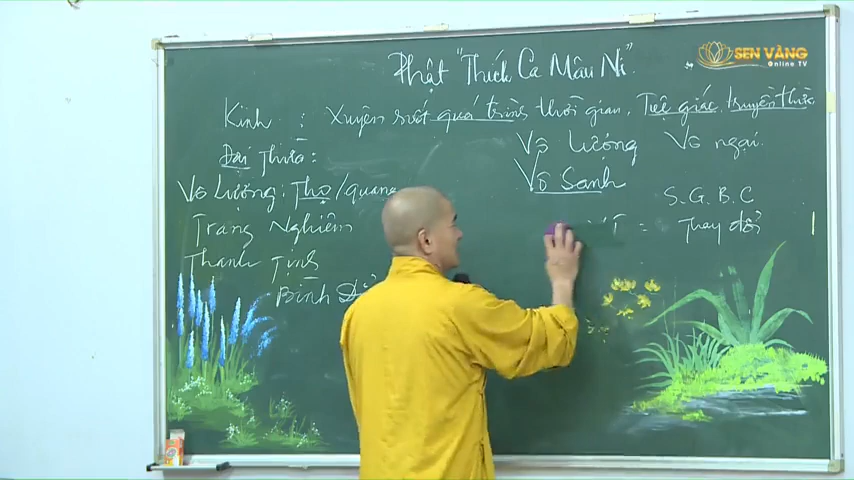 Phật "Thích Ca Mâu Ni"
SEN VÀNG
Online TV
Kinh : Xuyên suốt quá trình thời gian. Tiêu giác truyền thừa
Đại Thừa:
Vô lượng Vô ngại.
Vô Sanh
Vô Lượng: Thọ/quang
S.G.B.C
Trang Nghiêm
= Thay đổi
Thanh Tịnh
Bình